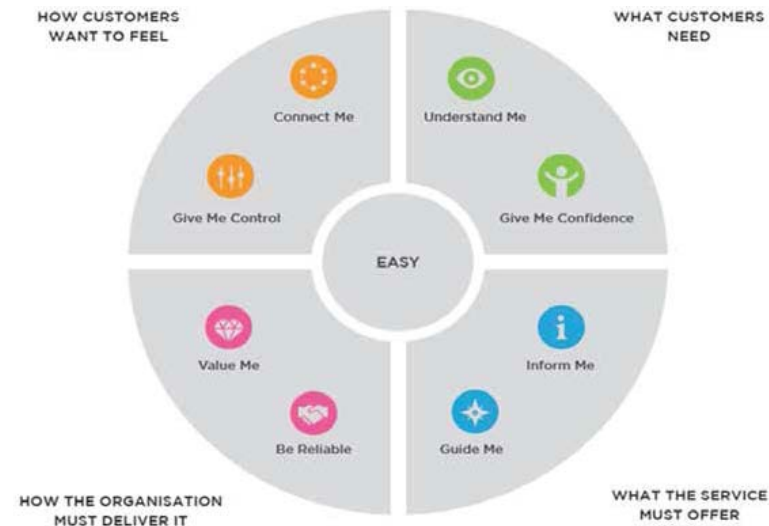 HOW CUSTOMERS
WANT TO FEEL
WHAT CUSTOMERS
NEED
Connect Me
Understand Me
Give Me Control
Give Me Confidence
EASY
Value Me
Inform Me
Be Reliable
Guide Me
HOW THE ORGANISATION
MUST DELIVER IT
WHAT THE SERVICE
MUST OFFER